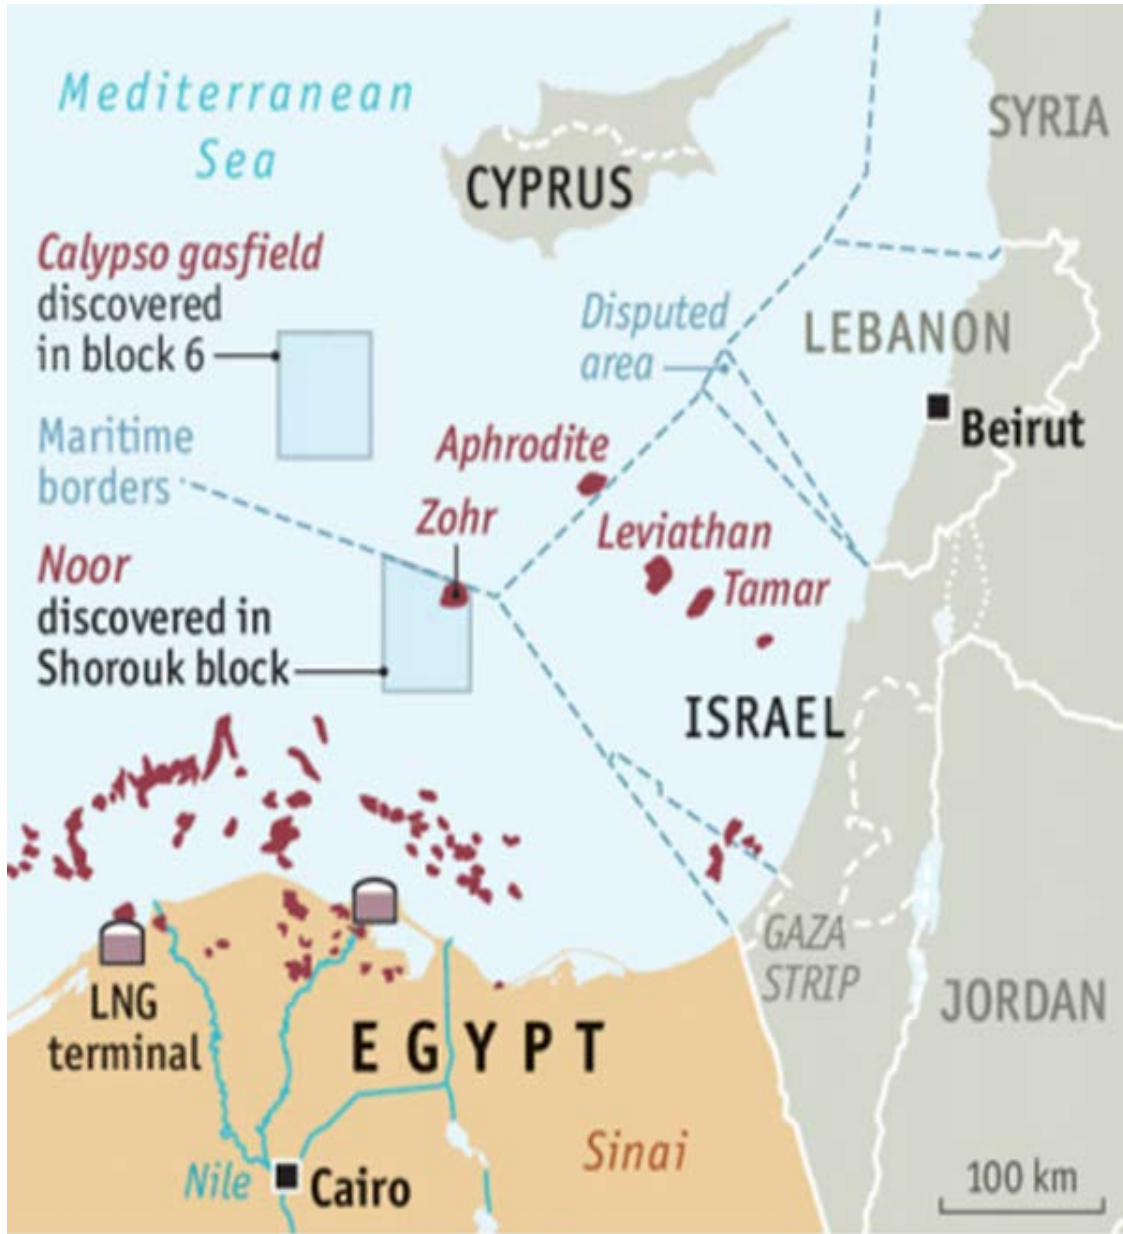 Mediterranean
Sea
SYRIA
CYPRUS
Calypso gasfield
discovered
in block 6
Disputed
area
LEBANON
Maritime
borders
Aphrodite
Beirut
Zohr
Leviathan
Noor
discovered in
Shorouk block
Tamar
ISRAEL
GAZA
STRIP
LNG
terminal
JORDAN
EGYPT
Sinai
Nile
Cairo
100 km